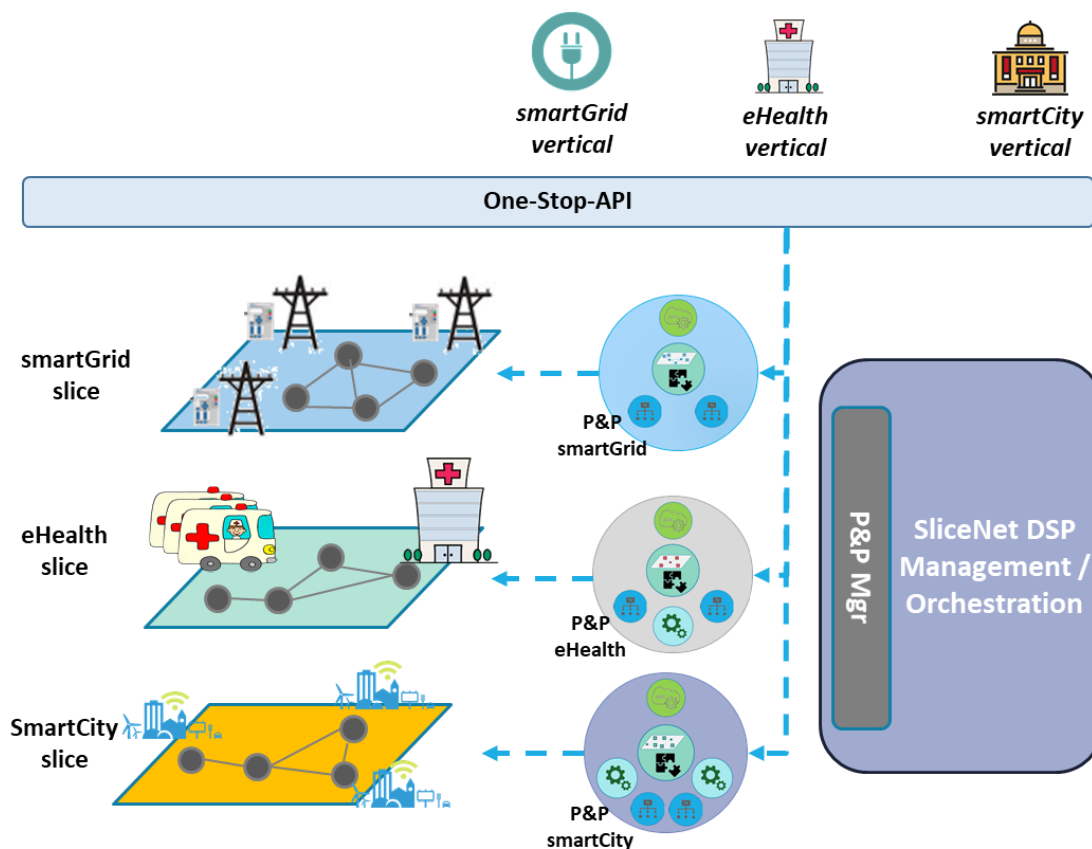 smartGrid
vertical
eHealth
vertical
smartCity
vertical
One-Stop-API
smartGrid
slice
P&P
smartGrid
eHealth
slice
P&P
eHealth
SmartCity
slice
P&P
smartCity
P&P Mgr
SliceNet DSP
Management /
Orchestration